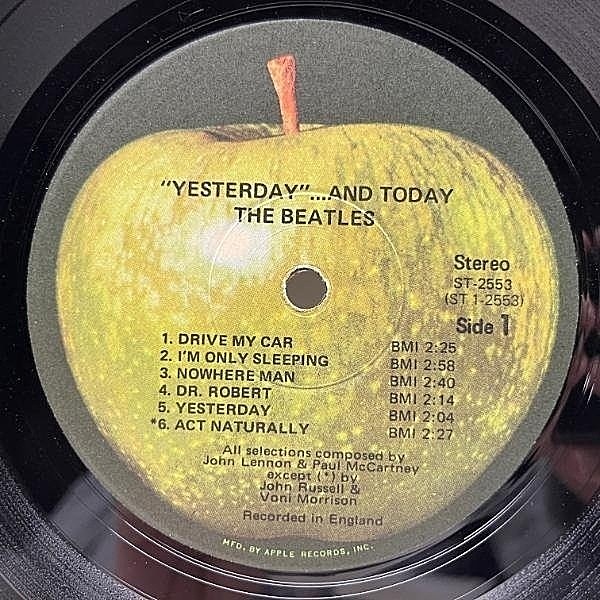 "YESTERDAY"...AND TODAY
THE BEATLES
Stereo
ST-2553
(ST 1-2553)
Side 1
1. DRIVE MY CAR BMI 2:25
2. I'M ONLY SLEEPING BMI 2:58
3. NOWHERE MAN BMI 2:40
4. DR. ROBERT BMI 2:14
5. YESTERDAY BMI 2:04
*6. ACT NATURALLY BMI 2:27
All selections composed by
John Lennon & Paul McCartney
except (*) by
John Russell &
Voni Morrison
Recorded in England
MFD. BY APPLE RECORDS, INC.